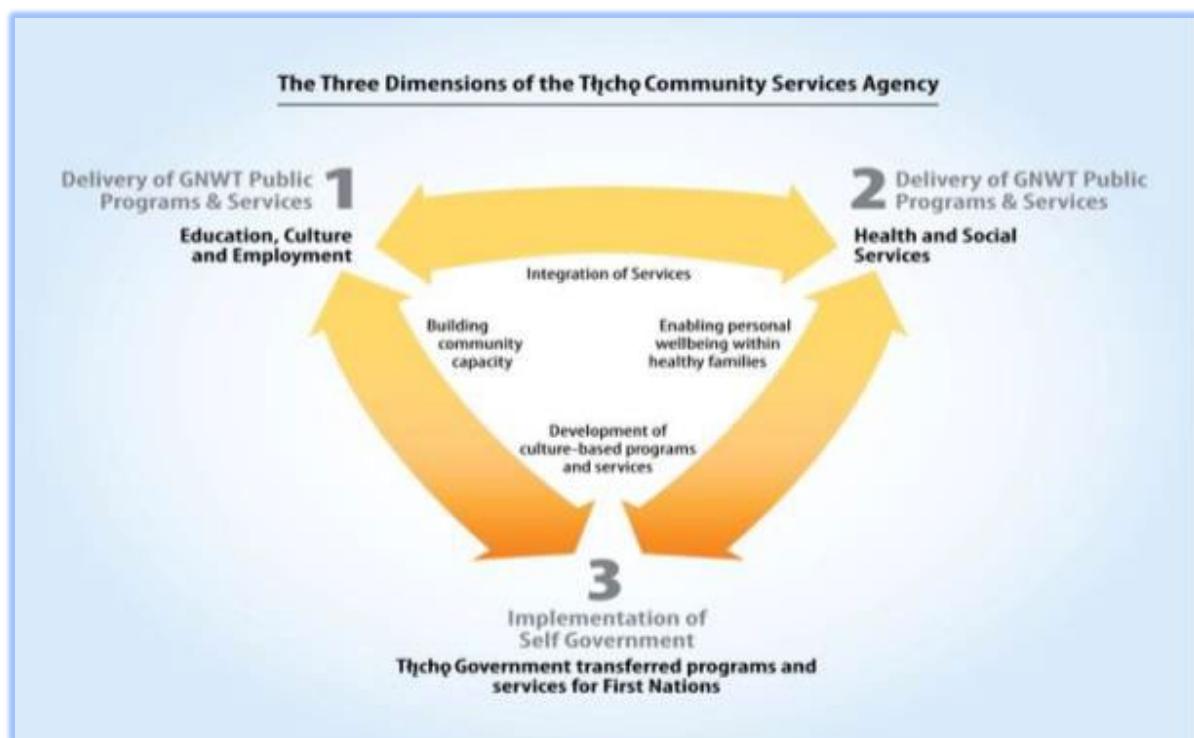 The Three Dimensions of the Tłı̨chǫ Community Services Agency
Delivery of GNWT Public
Programs & Services
1
Education, Culture
and Employment
2
Delivery of GNWT Public
Programs & Services
Health and Social
Services
Integration of Services
Building
community
capacity
Enabling personal
wellbeing within
healthy families
Development of
culture-based programs
and services
3
Implementation of
Self Government
Tłı̨chǫ Government transferred programs and
services for First Nations